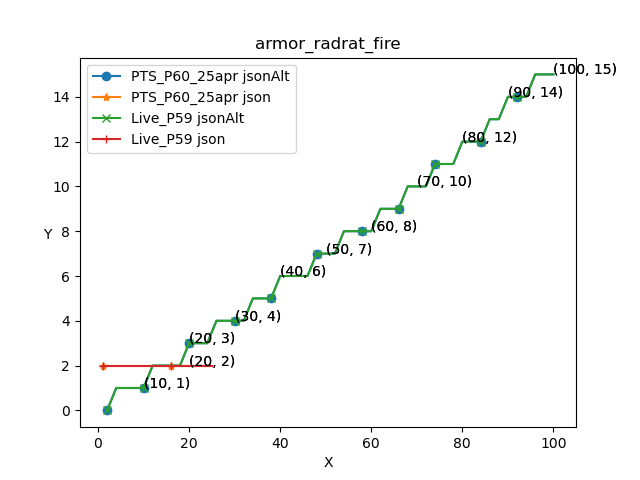 armor_radrat_fire
PTS_P60_25apr jsonAlt
PTS_P60_25apr json
Live_P59 jsonAlt
Live_P59 json
(100, 15)
(90, 14)
(80, 12)
(70, 10)
(60, 8)
(50, 7)
(40, 6)
(30, 4)
(20, 3)
(20, 2)
(10, 1)
14
12
10
8
6
4
2
0
Y
0 20 40 60 80 100
X